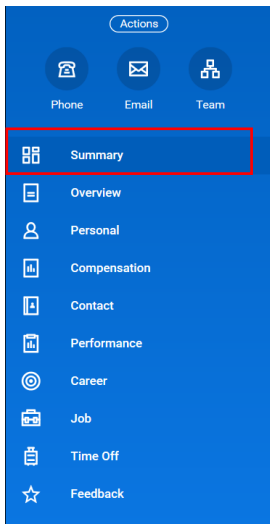 Actions
Phone Email Team
Summary
Overview
Personal
Compensation
Contact
Performance
Career
Job
Time Off
Feedback